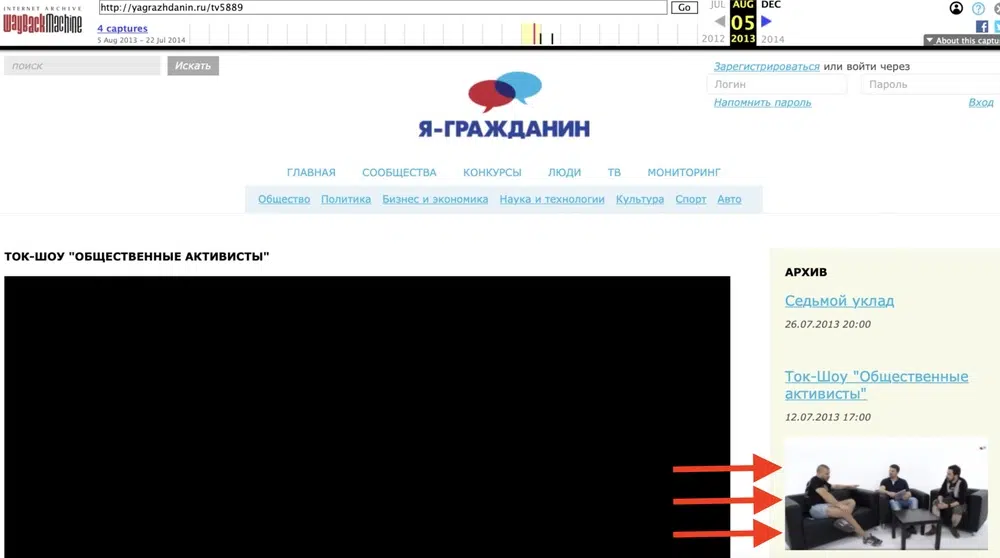 INTERNET ARCHIVE
WayBackMachine
http://yagrazhdanin.ru/tv5889
Go
JUL AUG DEC
4 captures
05
5 Aug 2013 – 22 Jul 2014
2012 2013 2014
About this captu
поиск
Искать
Зарегистрироваться или войти через
Логин
Пароль
Напомнить пароль
Вход
Я-ГРАЖДАНИН
ГЛАВНАЯ СООБЩЕСТВА КОНКУРСЫ ЛЮДИ ТВ МОНИТОРИНГ
Общество Политика Бизнес и экономика Наука и технологии Культура Спорт Авто
ТОК-ШОУ "ОБЩЕСТВЕННЫЕ АКТИВИСТЫ"
АРХИВ
Седьмой уклад
26.07.2013 20:00
Ток-Шоу "Общественные
активисты"
12.07.2013 17:00